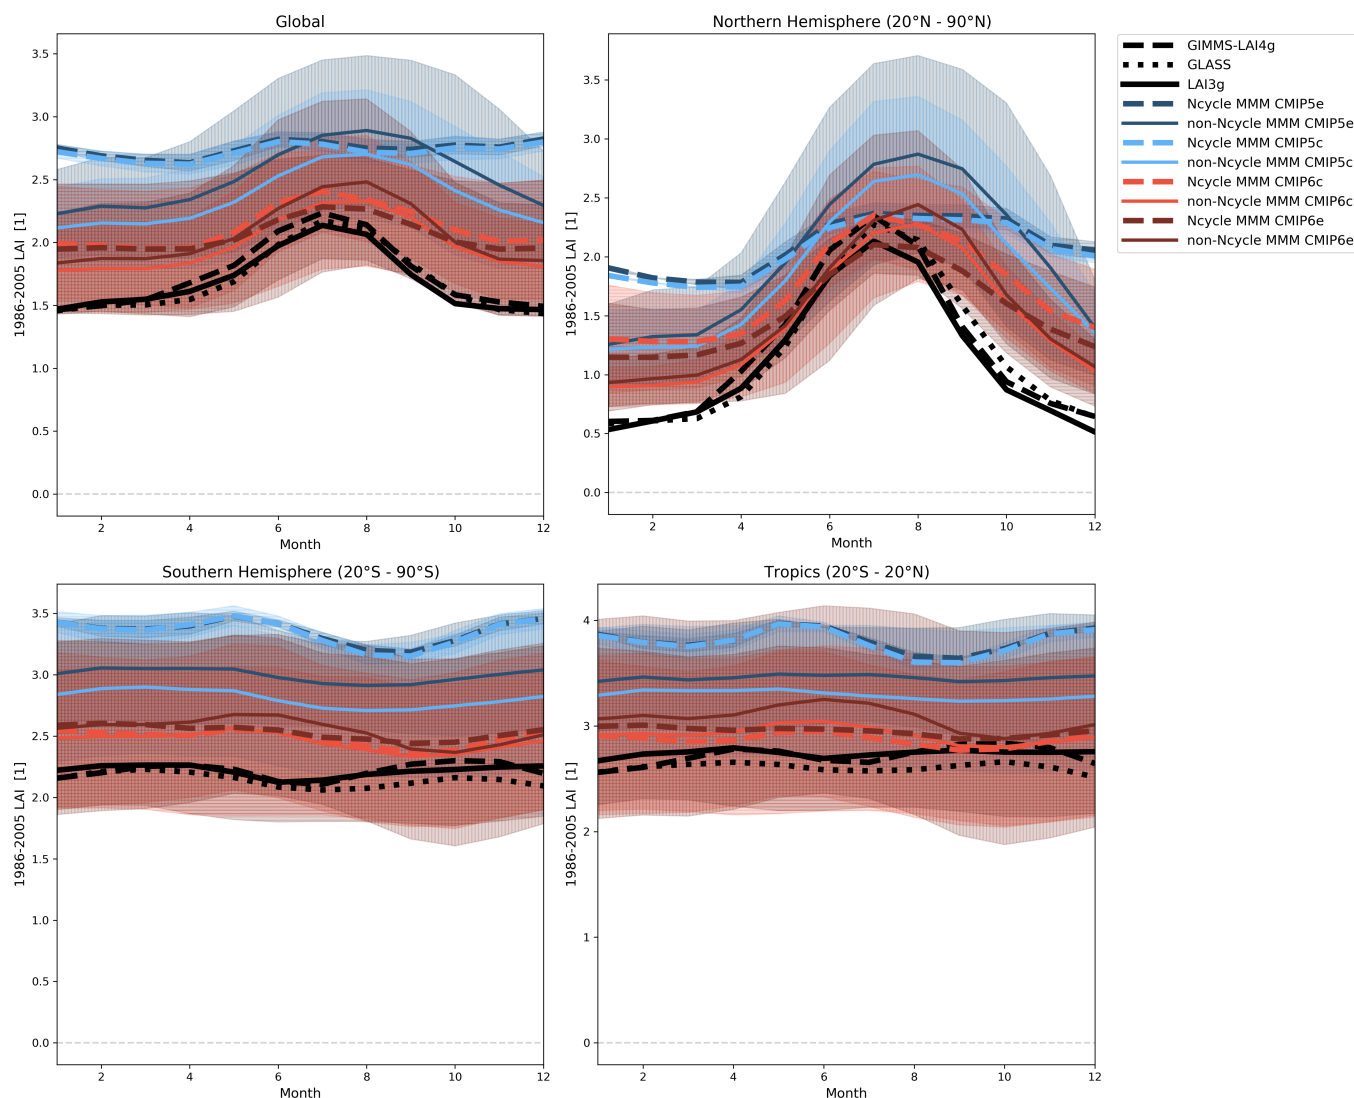 Global
3.5
3.0
2.5
2.0
1.5
1.0
0.5
0.0
1986-2005 LAI [1]
2 4 6 8 10 12
Month
Northern Hemisphere (20°N - 90°N)
3.5
3.0
2.5
2.0
1.5
1.0
0.5
0.0
1986-2005 LAI [1]
2 4 6 8 10 12
Month
GIMMS-LAI4g
GLASS
LAI3g
Ncycle MMM CMIP5e
non-Ncycle MMM CMIP5e
Ncycle MMM CMIP5c
non-Ncycle MMM CMIP5c
Ncycle MMM CMIP6c
non-Ncycle MMM CMIP6c
Ncycle MMM CMIP6e
non-Ncycle MMM CMIP6e
Southern Hemisphere (20°S - 90°S)
3.5
3.0
2.5
2.0
1.5
1.0
0.5
0.0
1986-2005 LAI [1]
2 4 6 8 10 12
Month
Tropics (20°S - 20°N)
4
3
2
1
0
1986-2005 LAI [1]
2 4 6 8 10 12
Month